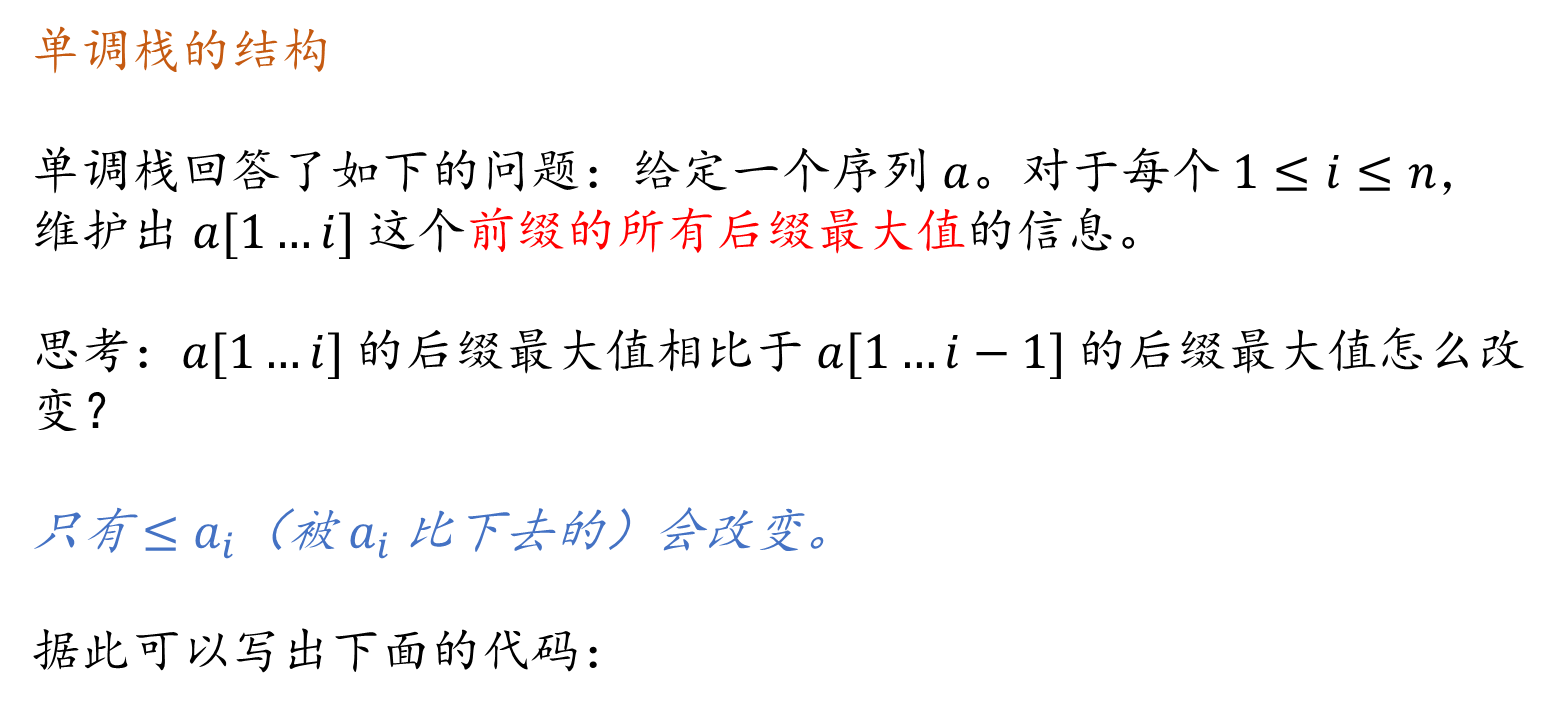 单调栈的结构
单调栈回答了如下的问题：给定一个序列 a。对于每个 1 ≤ i ≤ n，
维护出 a[1 … i] 这个前缀的所有后缀最大值的信息。
思考：a[1 … i] 的后缀最大值相比于 a[1 … i − 1] 的后缀最大值怎么改
变？
只有≤ aᵢ（被 aᵢ 比下去的）会改变。
据此可以写出下面的代码：